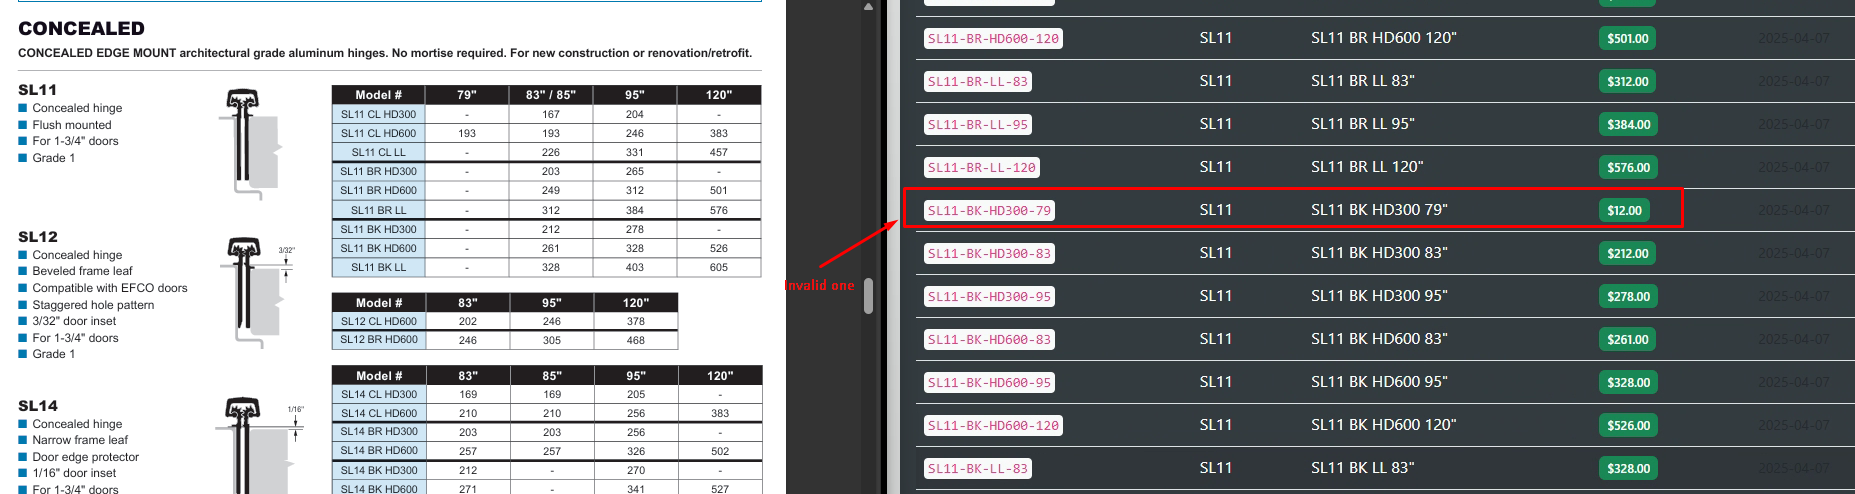 CONCEALED
CONCEALED EDGE MOUNT architectural grade aluminum hinges. No mortise required. For new construction or renovation/retrofit.
SL11
Concealed hinge
Flush mounted
For 1-3/4" doors
Grade 1
Model # 79" 83" / 85" 95" 120"
SL11 CL HD300 - 167 204 -
SL11 CL HD600 193 193 246 383
SL11 CL LL - 226 331 457
SL11 BR HD300 - 203 265 -
SL11 BR HD600 - 249 312 501
SL11 BR LL - 312 384 576
SL11 BK HD300 - 212 278 -
SL11 BK HD600 - 261 328 526
SL11 BK LL - 328 403 605
SL12
Concealed hinge
Beveled frame leaf
Compatible with EFCO doors
Staggered hole pattern
3/32" door inset
For 1-3/4" doors
Grade 1
3/32"
Model # 83" 95" 120"
SL12 CL HD600 202 246 378
SL12 BR HD600 246 305 468
SL14
Concealed hinge
Narrow frame leaf
Door edge protector
1/16" door inset
For 1-3/4" doors
1/16"
Model # 83" 85" 95" 120"
SL14 CL HD300 169 169 205 -
SL14 CL HD600 210 210 256 383
SL14 BR HD300 203 203 256 -
SL14 BR HD600 257 257 326 502
SL14 BK HD300 212 - 270 -
SL14 BK HD600 271 - 341 527
Invalid one
SL11-BR-HD600-120 SL11 SL11 BR HD600 120" $501.00 2025-04-07
SL11-BR-LL-83 SL11 SL11 BR LL 83" $312.00 2025-04-07
SL11-BR-LL-95 SL11 SL11 BR LL 95" $384.00 2025-04-07
SL11-BR-LL-120 SL11 SL11 BR LL 120" $576.00 2025-04-07
SL11-BK-HD300-79 SL11 SL11 BK HD300 79" $12.00 2025-04-07
SL11-BK-HD300-83 SL11 SL11 BK HD300 83" $212.00 2025-04-07
SL11-BK-HD300-95 SL11 SL11 BK HD300 95" $278.00 2025-04-07
SL11-BK-HD600-83 SL11 SL11 BK HD600 83" $261.00 2025-04-07
SL11-BK-HD600-95 SL11 SL11 BK HD600 95" $328.00 2025-04-07
SL11-BK-HD600-120 SL11 SL11 BK HD600 120" $526.00 2025-04-07
SL11-BK-LL-83 SL11 SL11 BK LL 83" $328.00 2025-04-07